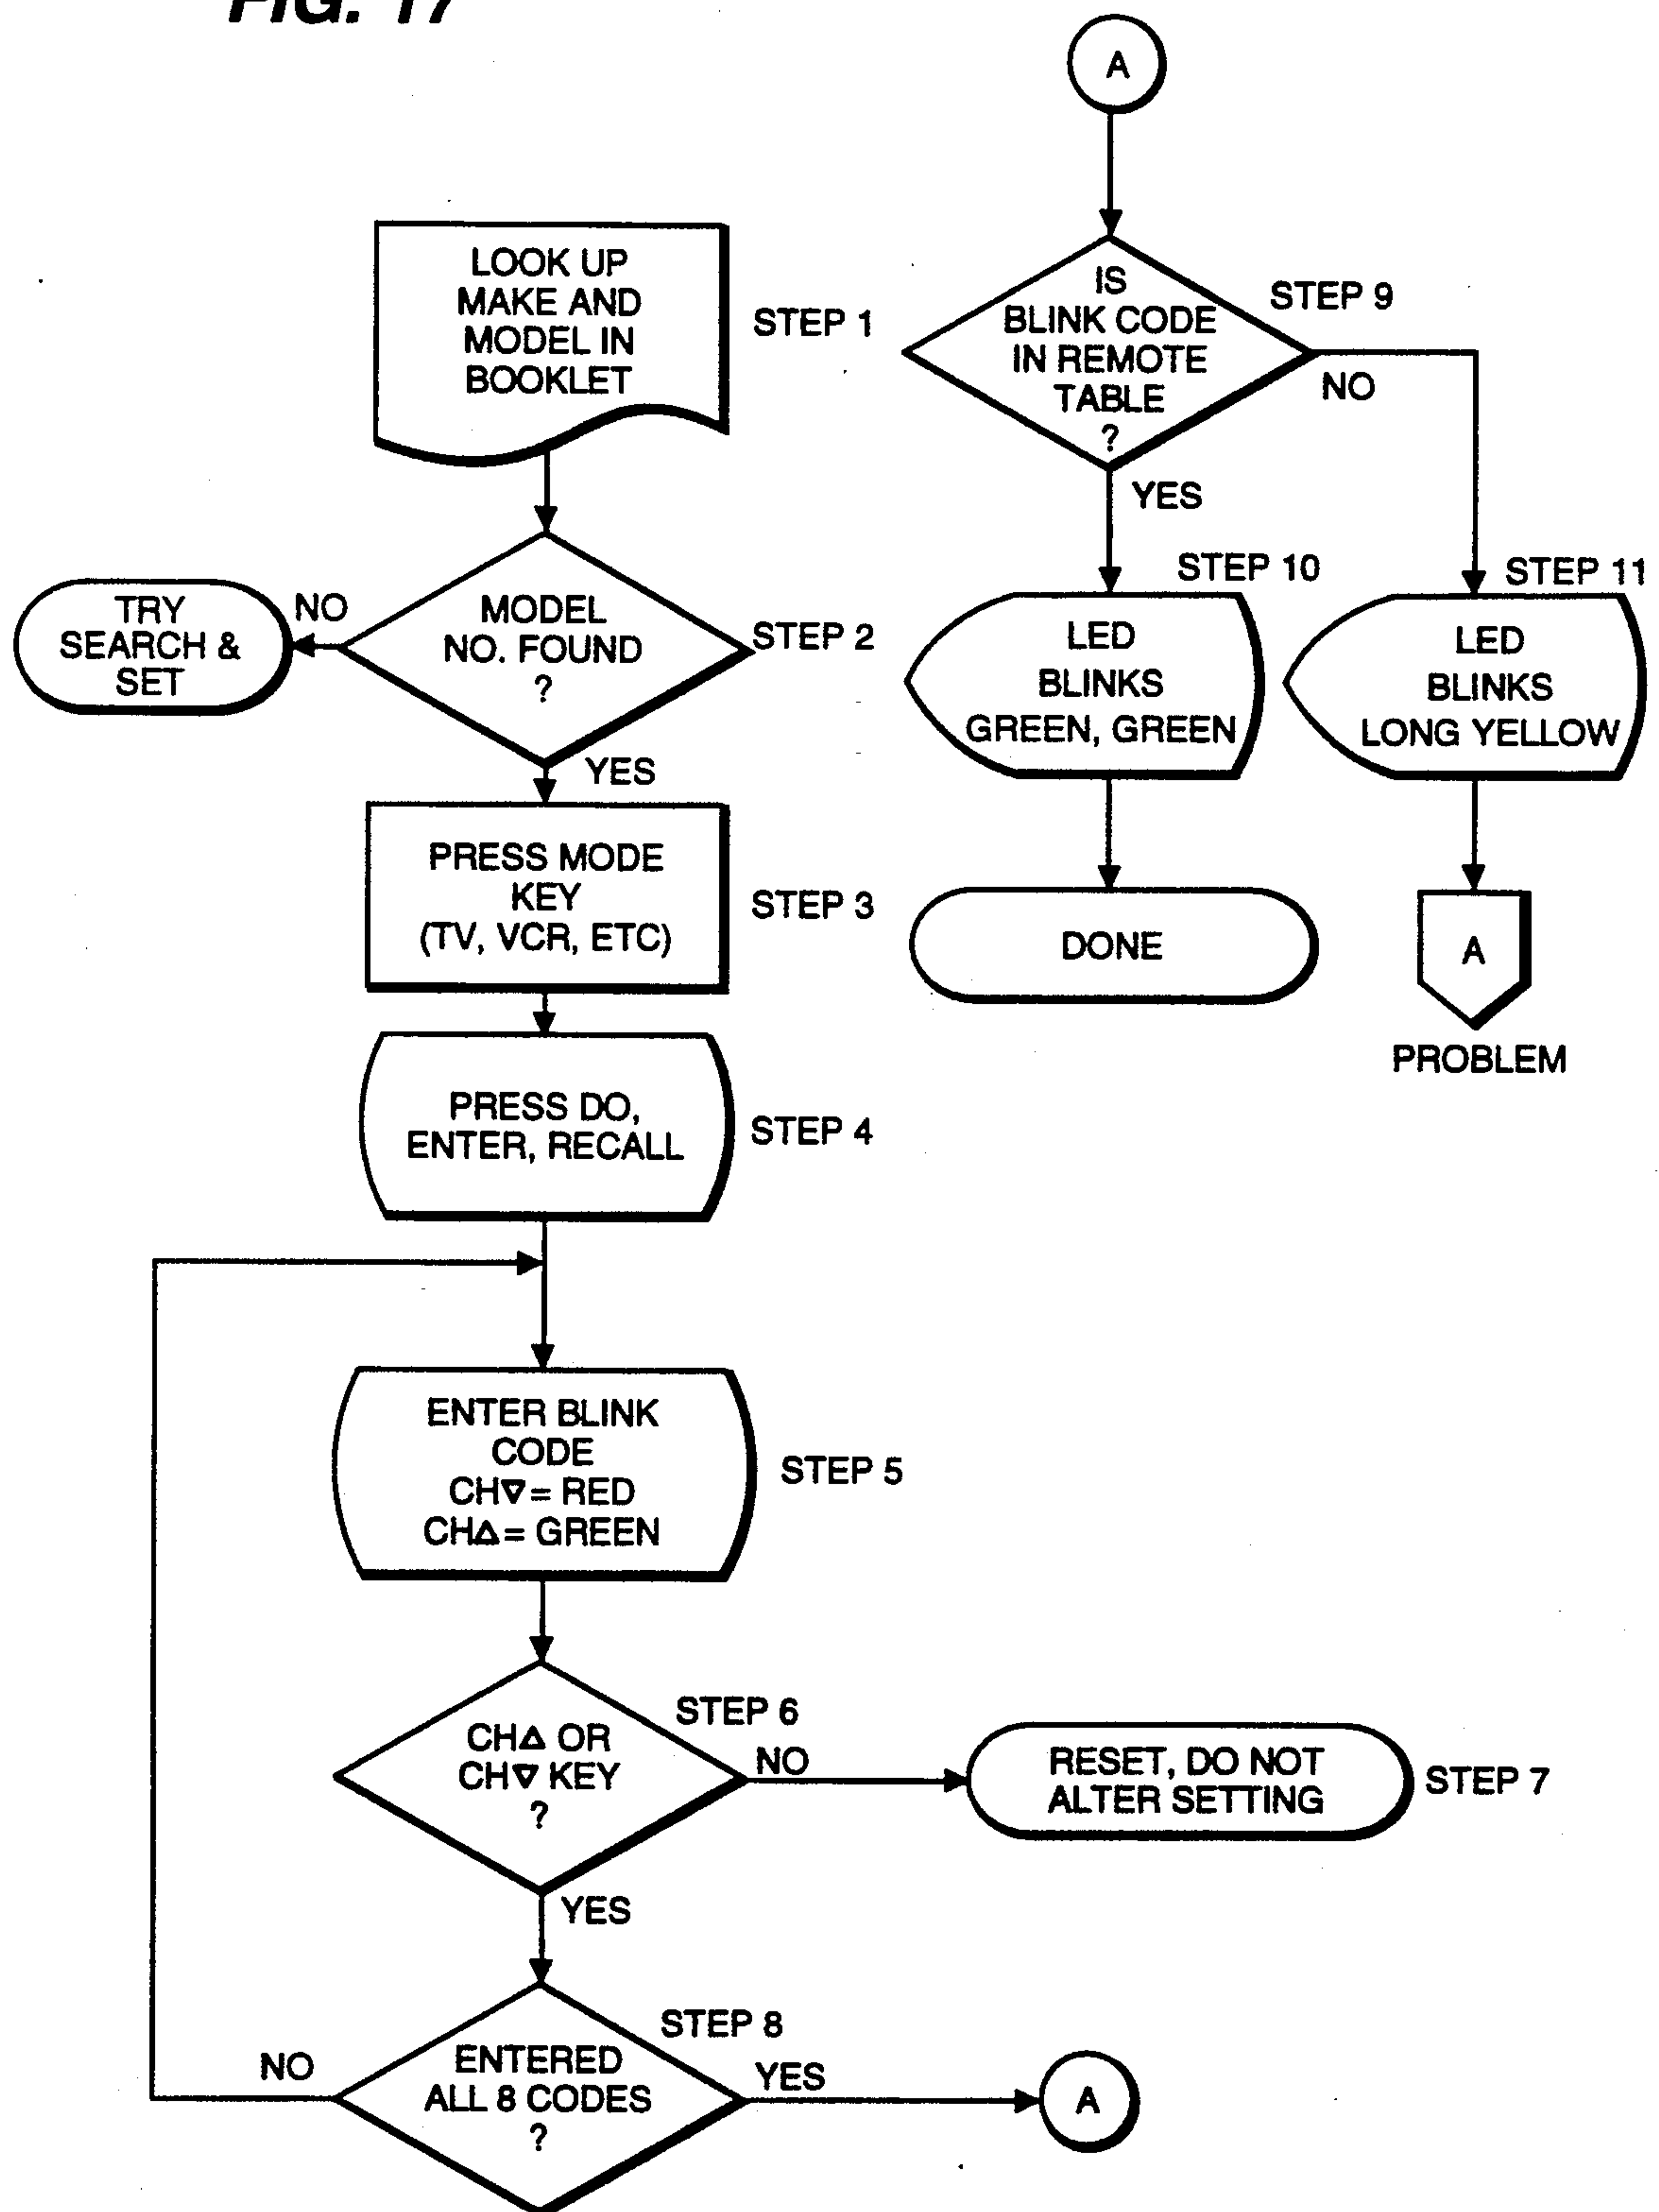 FIG. 17
LOOK UP
MAKE AND
MODEL IN
BOOKLET
STEP 1
MODEL
NO. FOUND
?
STEP 2
NO
TRY
SEARCH &
SET
YES
PRESS MODE
KEY
(TV, VCR, ETC)
STEP 3
PRESS DO,
ENTER, RECALL
STEP 4
ENTER BLINK
CODE
CH▽= RED
CH△= GREEN
STEP 5
CH△ OR
CH▽ KEY
?
STEP 6
NO
RESET, DO NOT
ALTER SETTING
STEP 7
YES
ENTERED
ALL 8 CODES
?
STEP 8
NO
YES
A
A
IS
BLINK CODE
IN REMOTE
TABLE
?
STEP 9
NO
YES
STEP 10
LED
BLINKS
GREEN, GREEN
DONE
STEP 11
LED
BLINKS
LONG YELLOW
A
PROBLEM